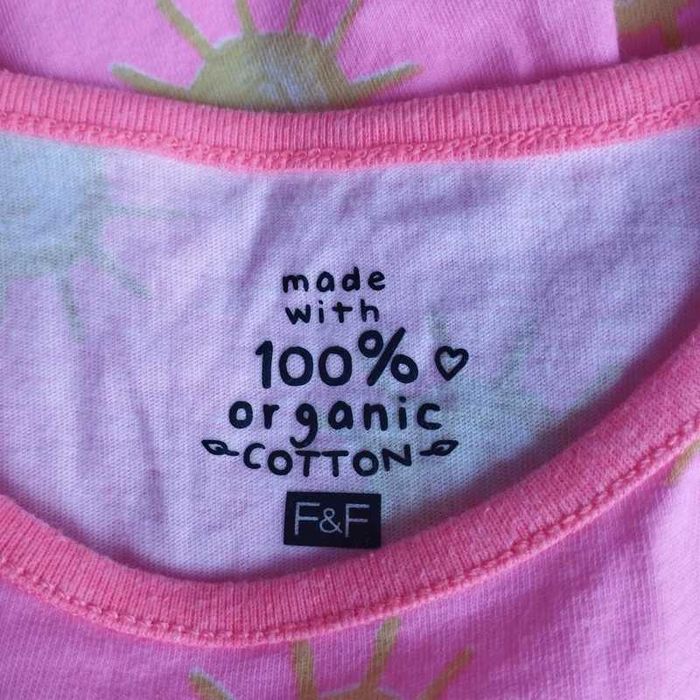 made
with
100%
organic
COTTON
F&F